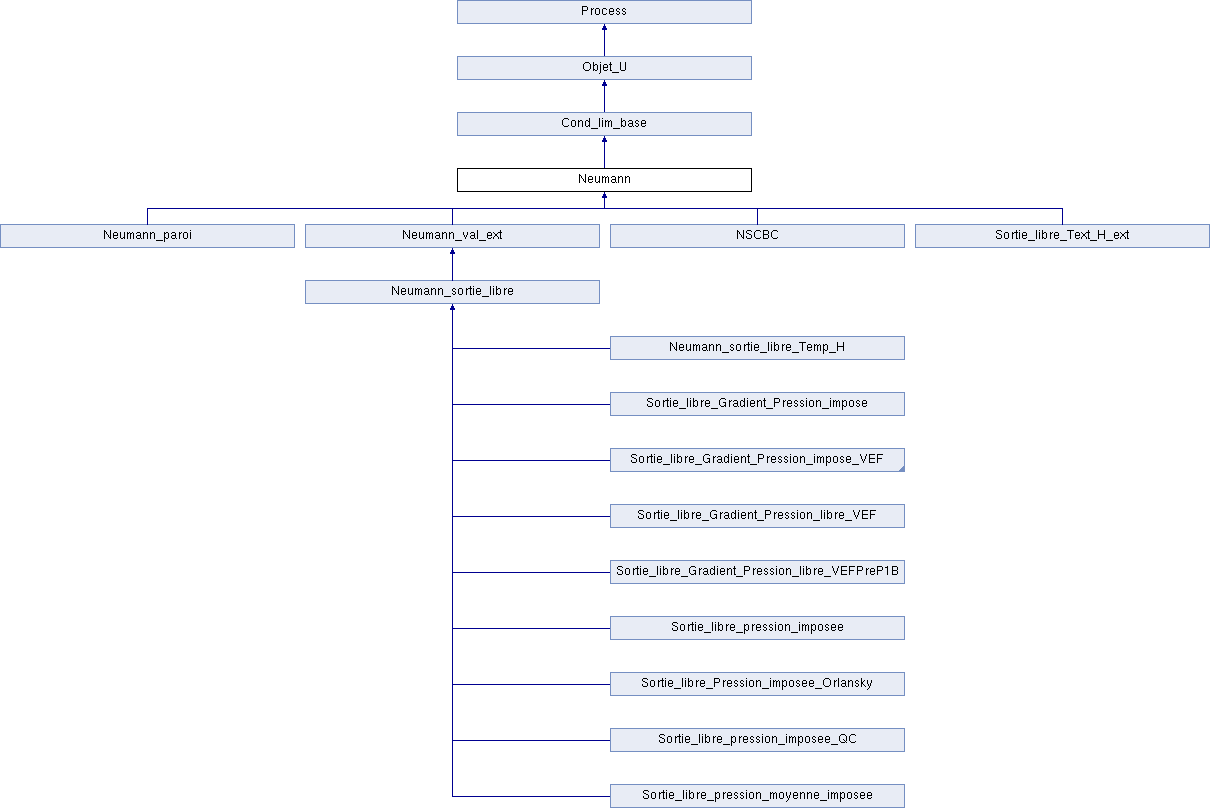 Process
Objet_U
Cond_lim_base
Neumann
Neumann_paroi
Neumann_val_ext
NSCBC
Sortie_libre_Text_H_ext
Neumann_sortie_libre
Neumann_sortie_libre_Temp_H
Sortie_libre_Gradient_Pression_impose
Sortie_libre_Gradient_Pression_impose_VEF
Sortie_libre_Gradient_Pression_libre_VEF
Sortie_libre_Gradient_Pression_libre_VEFPreP1B
Sortie_libre_pression_imposee
Sortie_libre_Pression_imposee_Orlansky
Sortie_libre_pression_imposee_QC
Sortie_libre_pression_moyenne_imposee